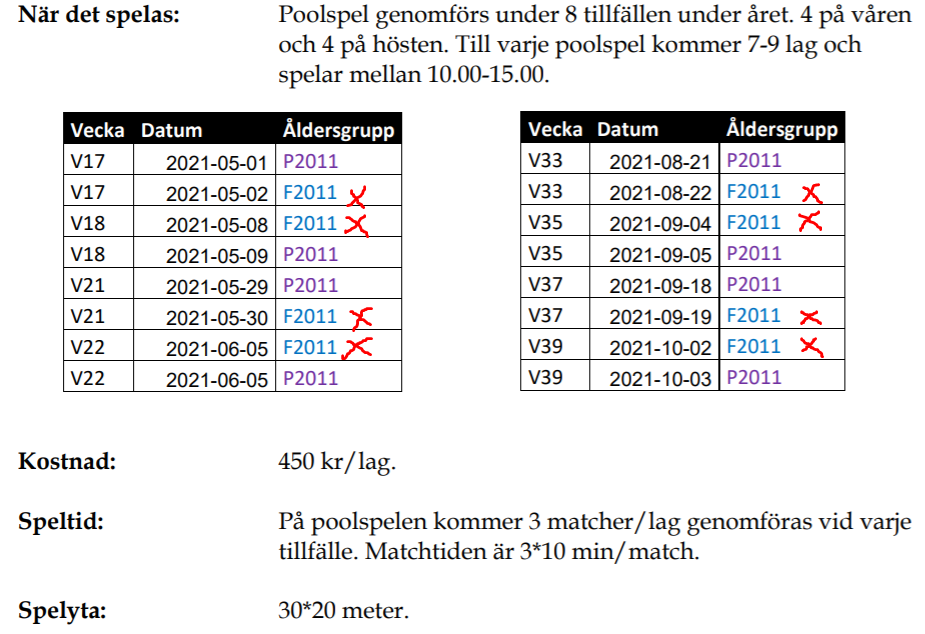 När det spelas: Poolspel genomförs under 8 tillfällen under året. 4 på våren
och 4 på hösten. Till varje poolspel kommer 7-9 lag och
spelar mellan 10.00-15.00.
Vecka Datum Åldersgrupp
V17 2021-05-01 P2011
V17 2021-05-02 F2011
V18 2021-05-08 F2011
V18 2021-05-09 P2011
V21 2021-05-29 P2011
V21 2021-05-30 F2011
V22 2021-06-05 F2011
V22 2021-06-05 P2011
Vecka Datum Åldersgrupp
V33 2021-08-21 P2011
V33 2021-08-22 F2011
V35 2021-09-04 F2011
V35 2021-09-05 P2011
V37 2021-09-18 P2011
V37 2021-09-19 F2011
V39 2021-10-02 F2011
V39 2021-10-03 P2011
Kostnad: 450 kr/lag.
Speltid: På poolspelen kommer 3 matcher/lag genomföras vid varje
tillfälle. Matchtiden är 3*10 min/match.
Spelyta: 30*20 meter.